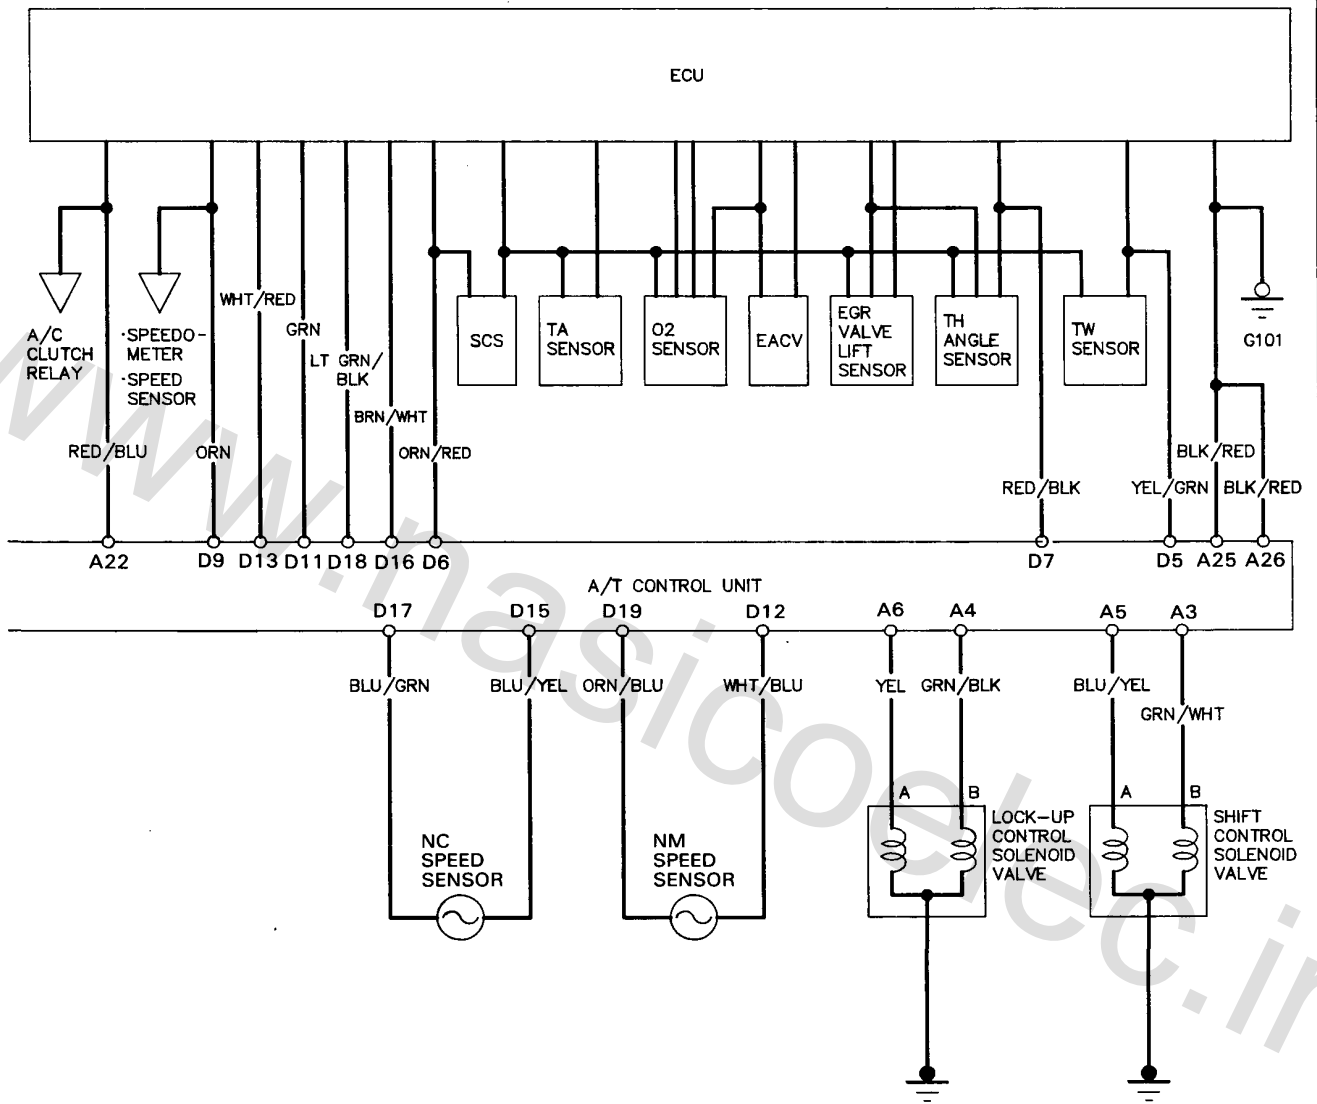 ECU
A/C
CLUTCH
RELAY
·SPEEDO-
METER
·SPEED
SENSOR
WHT/RED
GRN
LT GRN/
BLK
BRN/WHT
RED/BLU
ORN
ORN/RED
SCS
TA
SENSOR
O2
SENSOR
EACV
EGR
VALVE
LIFT
SENSOR
TH
ANGLE
SENSOR
TW
SENSOR
G101
BLK/RED
RED/BLK
YEL/GRN
BLK/RED
A22
D9
D13
D11
D18
D16
D6
D7
D5
A25
A26
A/T CONTROL UNIT
D17
D15
D19
D12
A6
A4
A5
A3
BLU/GRN
BLU/YEL
ORN/BLU
WHT/BLU
YEL
GRN/BLK
BLU/YEL
GRN/WHT
A
B
LOCK-UP
CONTROL
SOLENOID
VALVE
A
B
SHIFT
CONTROL
SOLENOID
VALVE
NC
SPEED
SENSOR
NM
SPEED
SENSOR
www.nasicoelec.ir